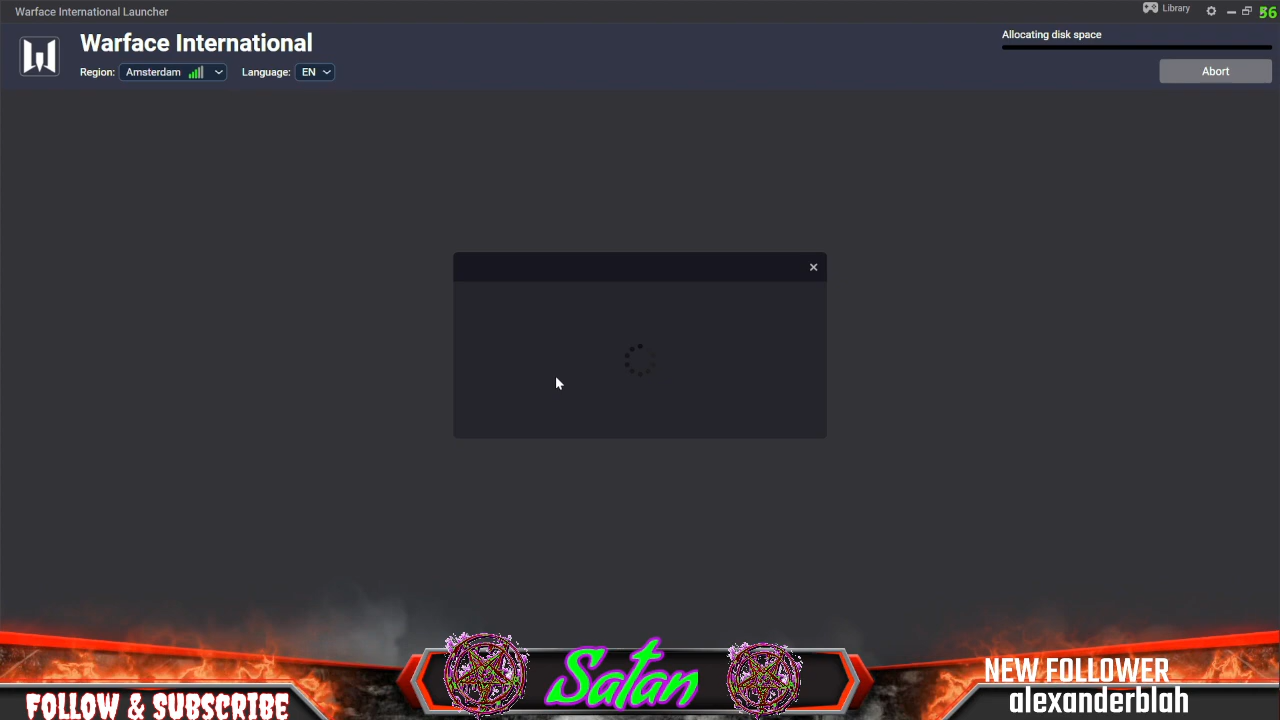 Warface International Launcher
Library
56
Warface International
Allocating disk space
Region: Amsterdam
Language: EN
Abort
Satan
NEW FOLLOWER
alexanderblah
FOLLOW & SUBSCRIBE